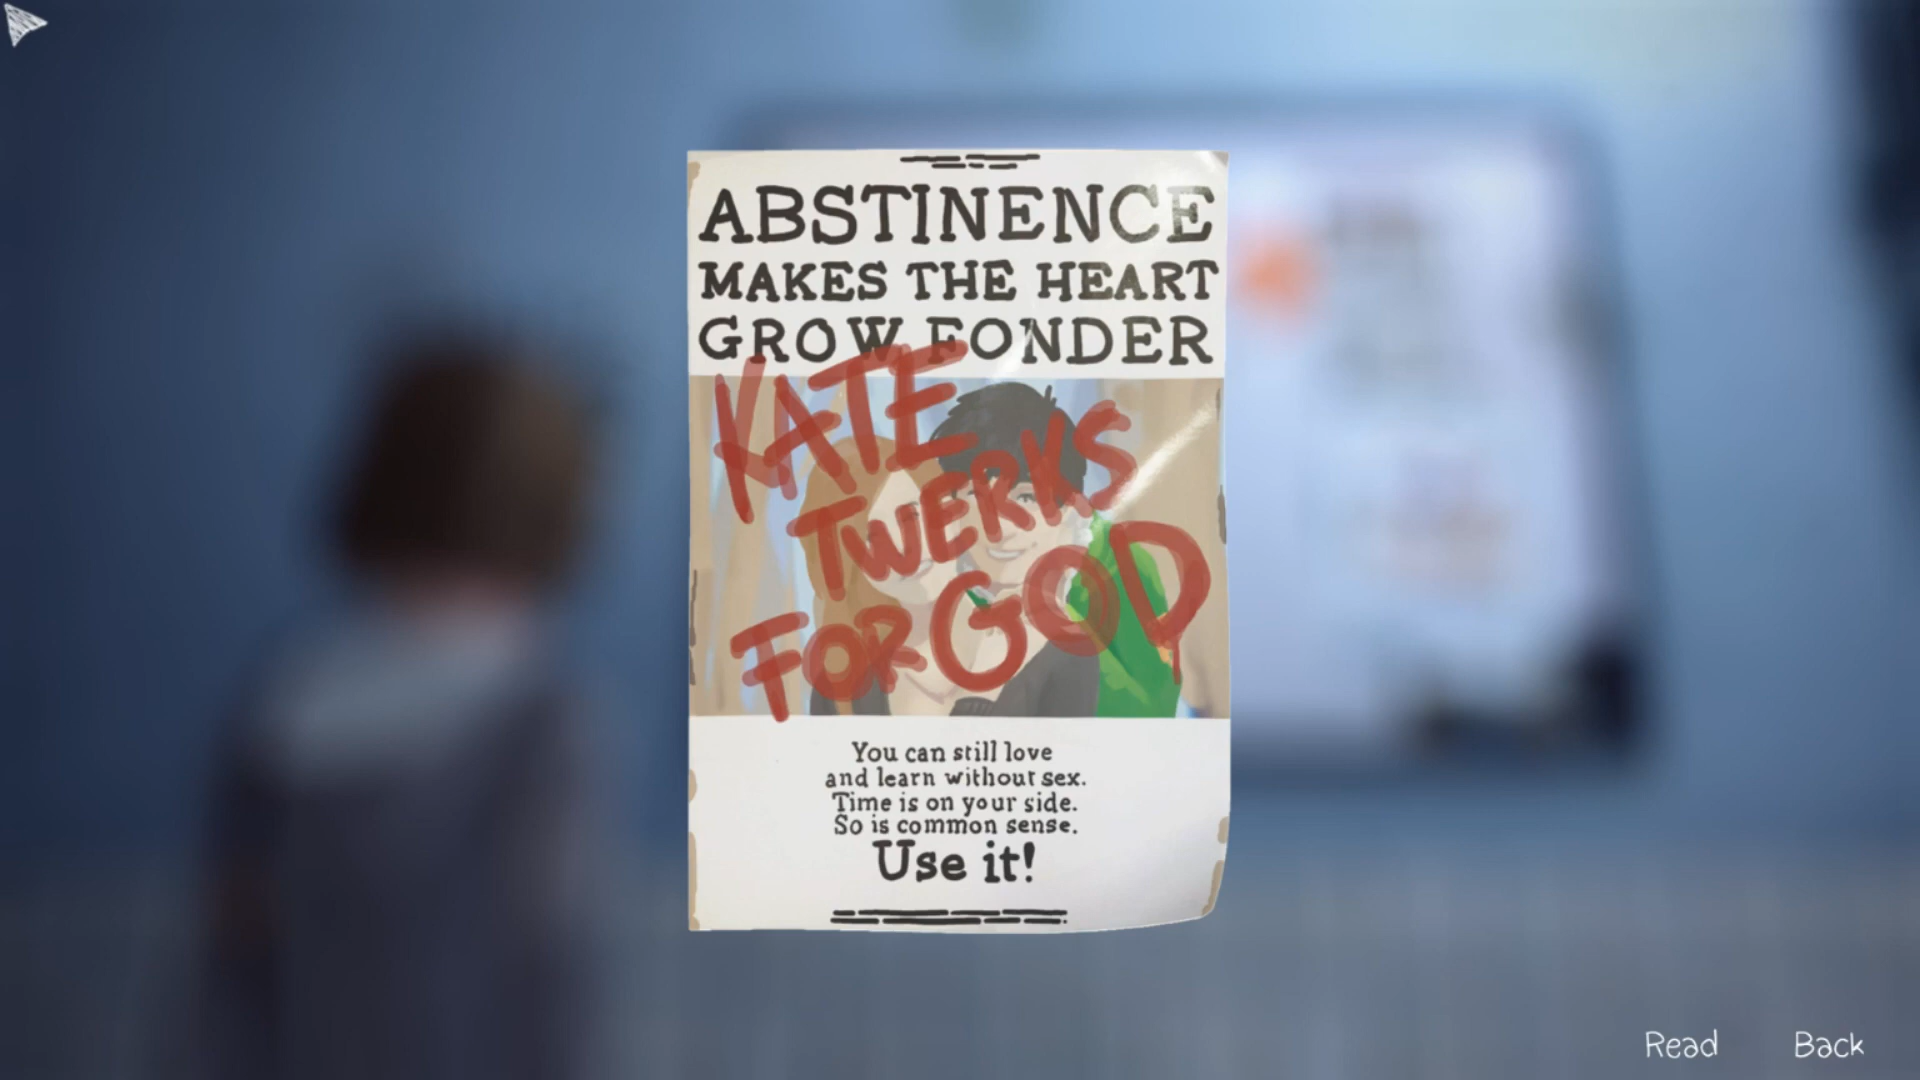 ABSTINENCE
MAKES THE HEART
GROW FONDER
KATE
TWERKS
FOR GOD
You can still love
and learn without sex.
Time is on your side.
So is common sense.
Use it!
Read Back